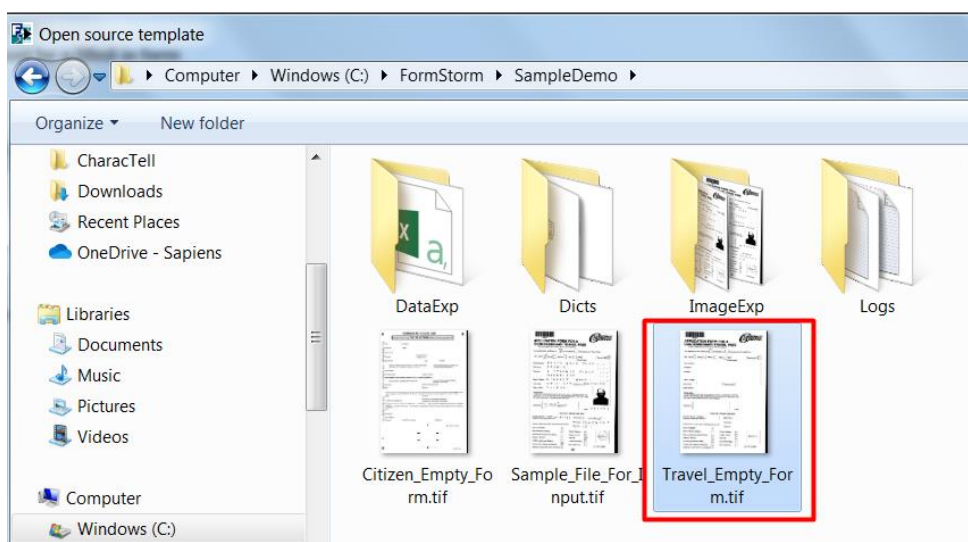 Open source template
Computer Windows (C:) FormStorm SampleDemo
Organize New folder
CharacTell
Downloads
Recent Places
OneDrive - Sapiens
Libraries
Documents
Music
Pictures
Videos
Computer
Windows (C:)
DataExp
Dicts
ImageExp
Logs
Citizen_Empty_Fo
rm.tif
Sample_File_For_I
nput.tif
Travel_Empty_For
m.tif